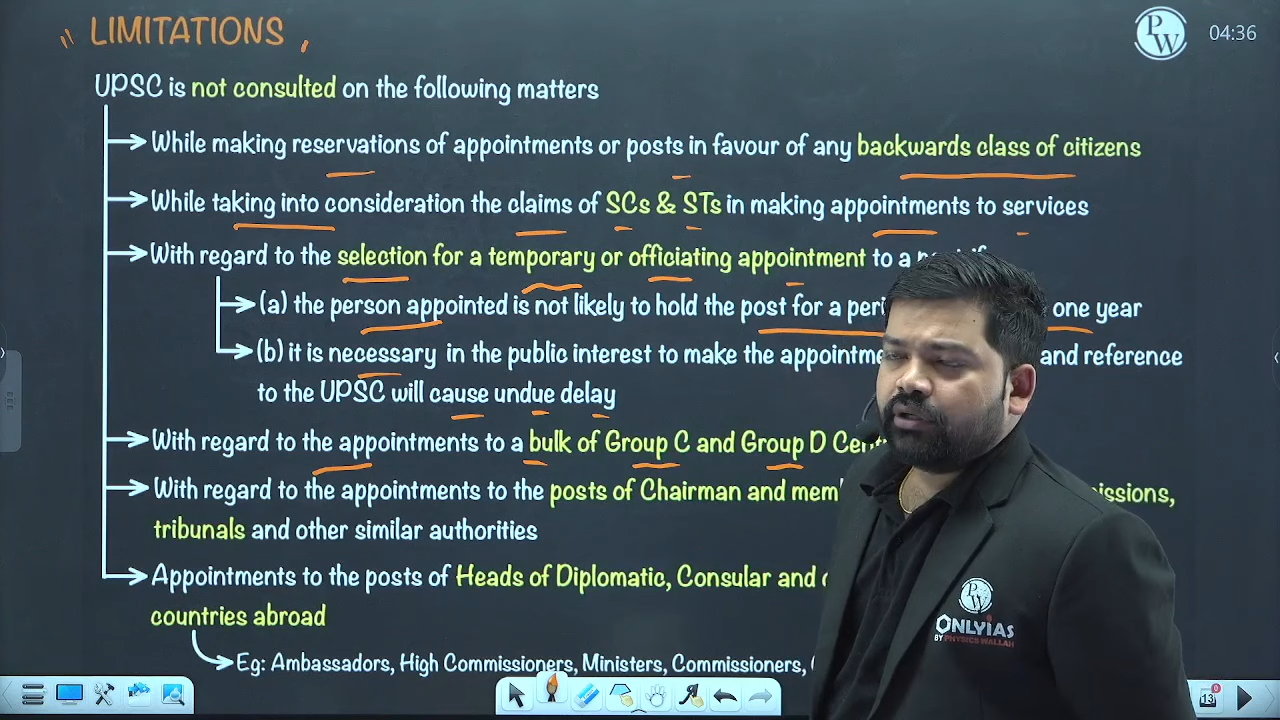 LIMITATIONS
PW
04:36
UPSC is not consulted on the following matters
While making reservations of appointments or posts in favour of any backwards class of citizens
While taking into consideration the claims of SCs & STs in making appointments to services
With regard to the selection for a temporary or officiating appointment to a
(a) the person appointed is not likely to hold the post for a one year
(b) it is necessary in the public interest to make the and reference
to the UPSC will cause undue delay
With regard to the appointments to a bulk of Group C and Group D
With regard to the appointments to the posts of Chairman and
tribunals and other similar authorities
Appointments to the posts of Heads of Diplomatic, Consular and
countries abroad
Eg: Ambassadors, High Commissioners, Ministers, Commissioners,
PW
ONLYIAS
BY PHYSICS WALLAH
13